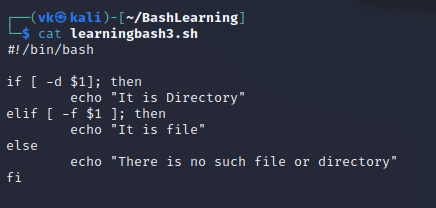 ┌──(vk㉿kali)-[~/BashLearning]
└─$ cat learningbash3.sh
#!/bin/bash

if [ -d $1]; then
        echo "It is Directory"
elif [ -f $1 ]; then
        echo "It is file"
else
        echo "There is no such file or directory"
fi